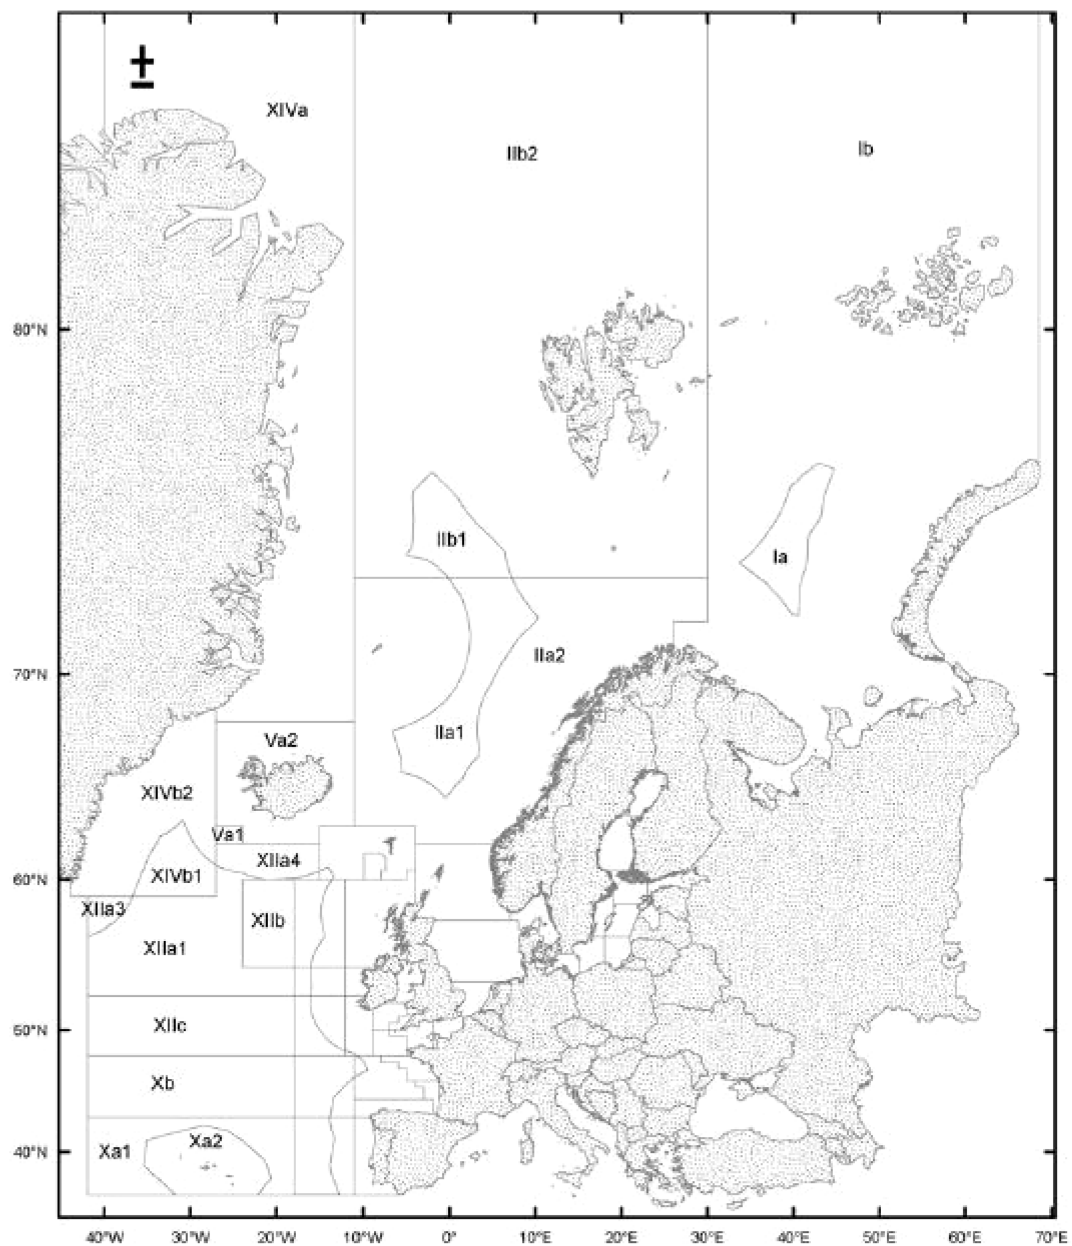 ±
XIVa
IIb2
Ib
80°N
IIb1
Ia
IIa2
70°N
IIa1
Va2
XIVb2
Va1
XIIa4
XIVb1
60°N
XIIa3
XIIb
XIIa1
XIIc
50°N
Xb
Xa1
Xa2
40°N
40°W 30°W 20°W 10°W 0° 10°E 20°E 30°E 40°E 50°E 60°E 70°E